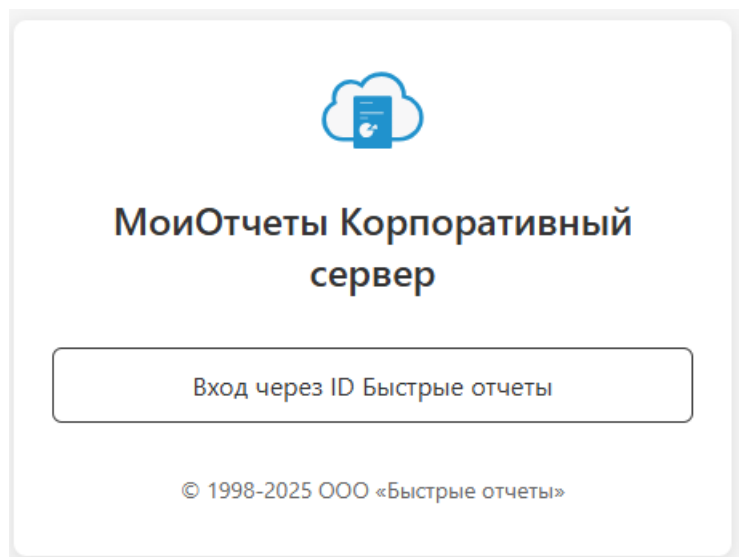 МоиОтчеты Корпоративный
сервер
Вход через ID Быстрые отчеты
© 1998-2025 ООО «Быстрые отчеты»